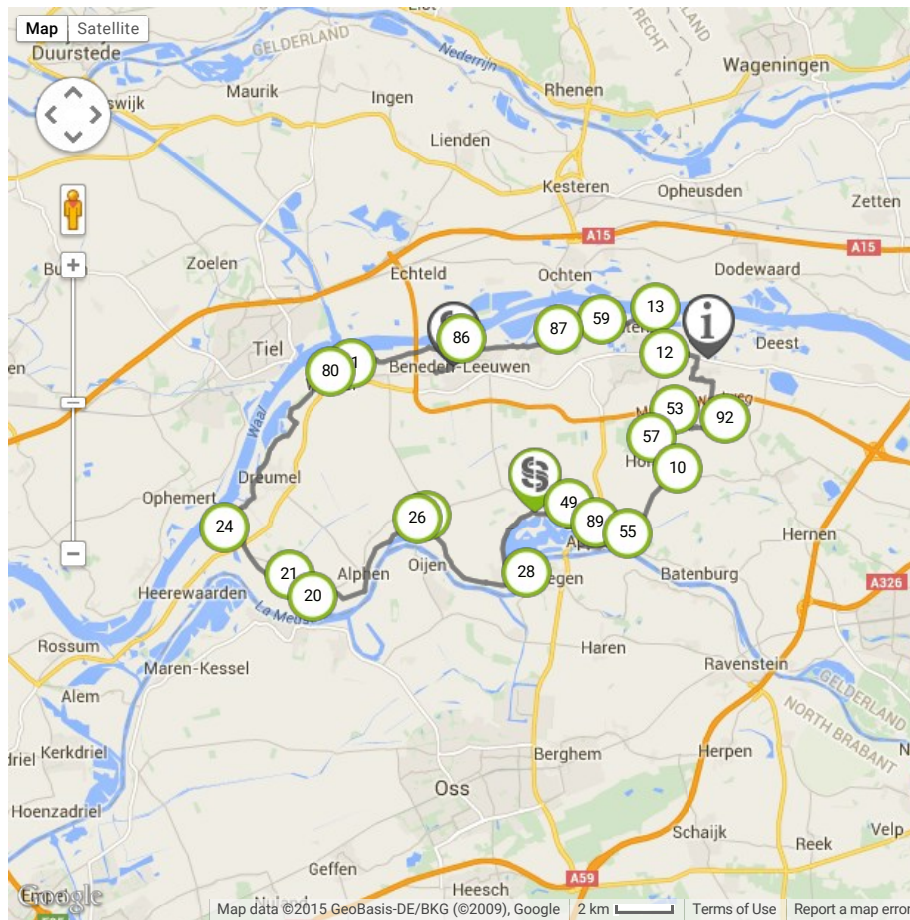 Map
Satellite
Duurstede
GELDERLAND
Nederrijn
Wageningen
Maurik
Ingen
Rhenen
Lienden
Kesteren
Opheusden
Zetten
A15
A15
Zoelen
Echteld
Ochten
Dodewaard
Tiel
13
59
87
86
i
12
Deest
80
Beneden-Leeuwen
Waal
53
92
57
10
Dreumel
Ophemert
24
26
49
89
55
Hernen
21
20
Alphen
Oijen
28
Batenburg
A326
Heerewaarden
Rossum
Maren-Kessel
Haren
Ravenstein
Alem
GELDERLAND
NORTH BRABANT
Kerkdriel
Berghem
Herpen
Oss
Hoenzadriel
Schaijk
Velp
Reek
Geffen
A59
Heesch
Google
Map data ©2015 GeoBasis-DE/BKG (©2009), Google
2 km
Terms of Use
Report a map error